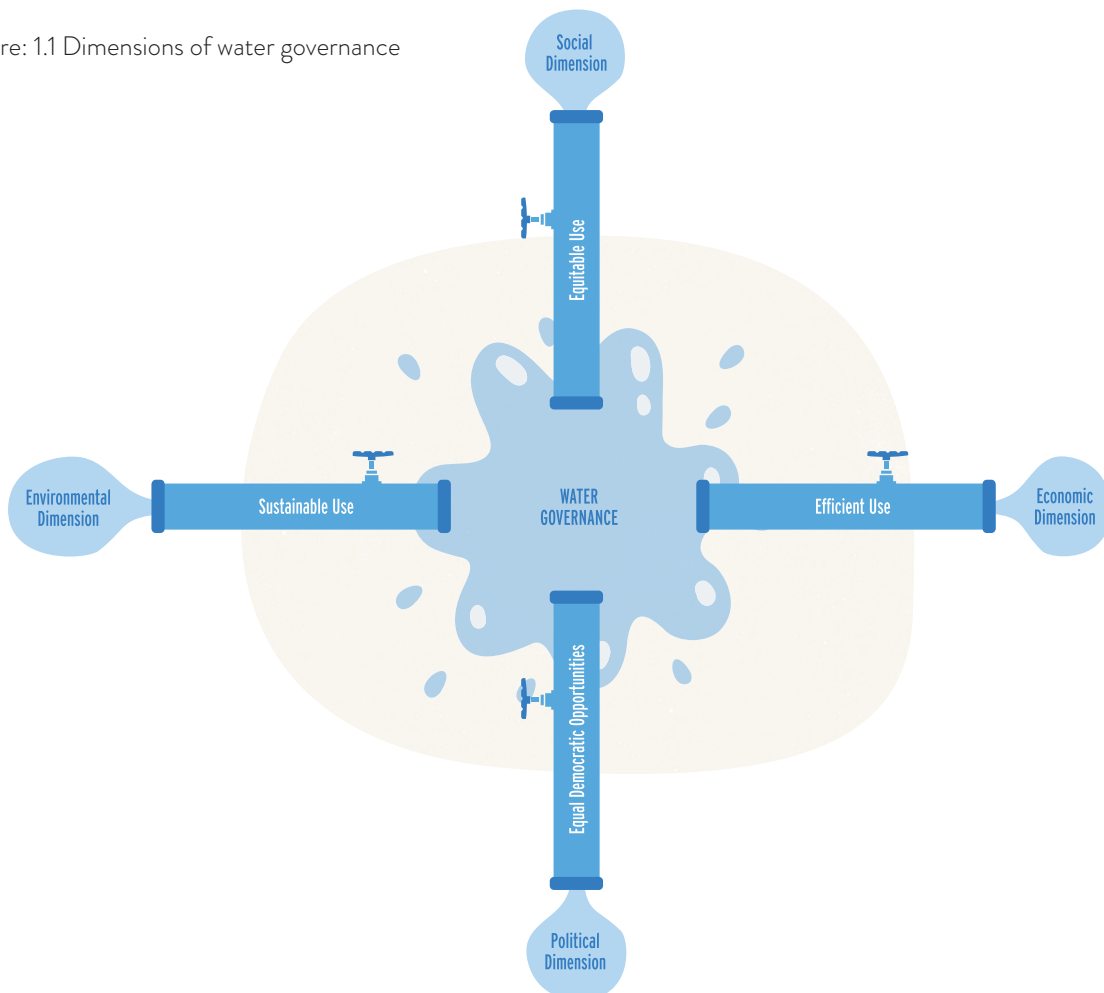 re: 1.1 Dimensions of water governance
Social
Dimension
Equitable Use
Environmental
Dimension
Sustainable Use
WATER
GOVERNANCE
Efficient Use
Economic
Dimension
Equal Democratic Opportunities
Political
Dimension